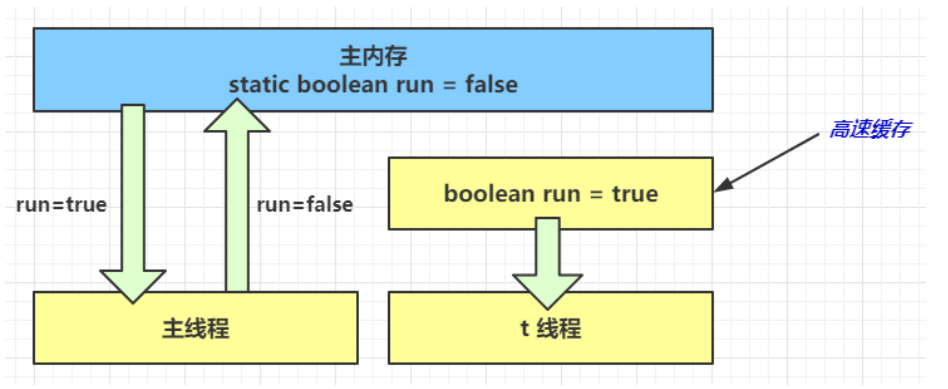 主内存
static boolean run = false
高速缓存
run=true
run=false
boolean run = true
主线程
t 线程